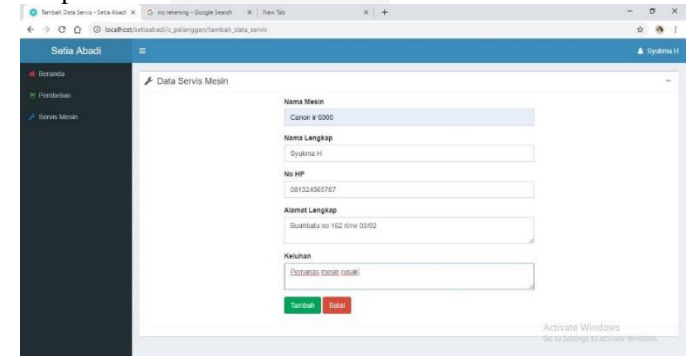 Tambah Data Servis - Setia Abadi
no rekening - Google Search
New Tab
localhost/setiaabadi/c_pelanggan/tambah_data_servis
Setia Abadi
Syukma H
Beranda
Pembelian
Servis Mesin
Data Servis Mesin
Nama Mesin
Canon ir 6000
Nama Lengkap
Syukma H
No HP
081324565787
Alamat Lengkap
Buahbatu no 162 rt/rw 03/02
Keluhan
Pemanas mesin rusak
Tambah
Batal
Activate Windows
Go to Settings to activate Windows.